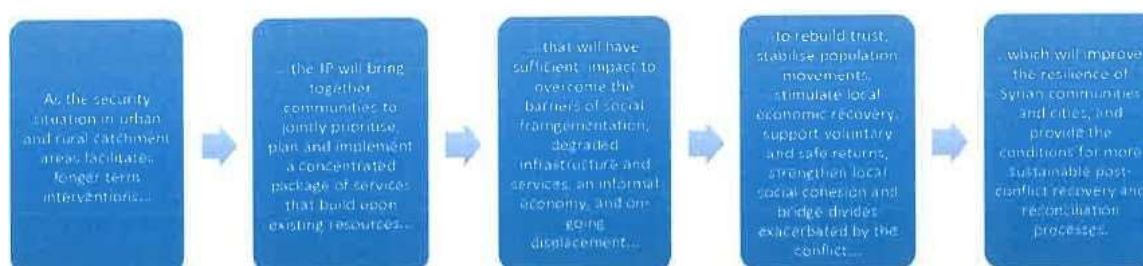 As the security
situation in urban
and rural catchment
areas facilitates
longer term
interventions...
...the JP will bring
together
communities to
jointly prioritise,
plan and implement
a concentrated
package of services
that build upon
existing resources...
...that will have
sufficient impact to
overcome the
barriers of social
framgementation,
degraded
infrastructure and
services, an informal
economy, and on-
going
displacement...
...to rebuild trust,
stabilise population
movements,
stimulate local
economic recovery,
support voluntary
and safe returns,
strengthen local
social cohesion and
bridge divides
exacerbated by the
conflict...
...which will improve
the resilience of
Syrian communities
and cities, and
provide the
conditions for more
sustainable post-
conflict recovery and
reconciliation
processes.